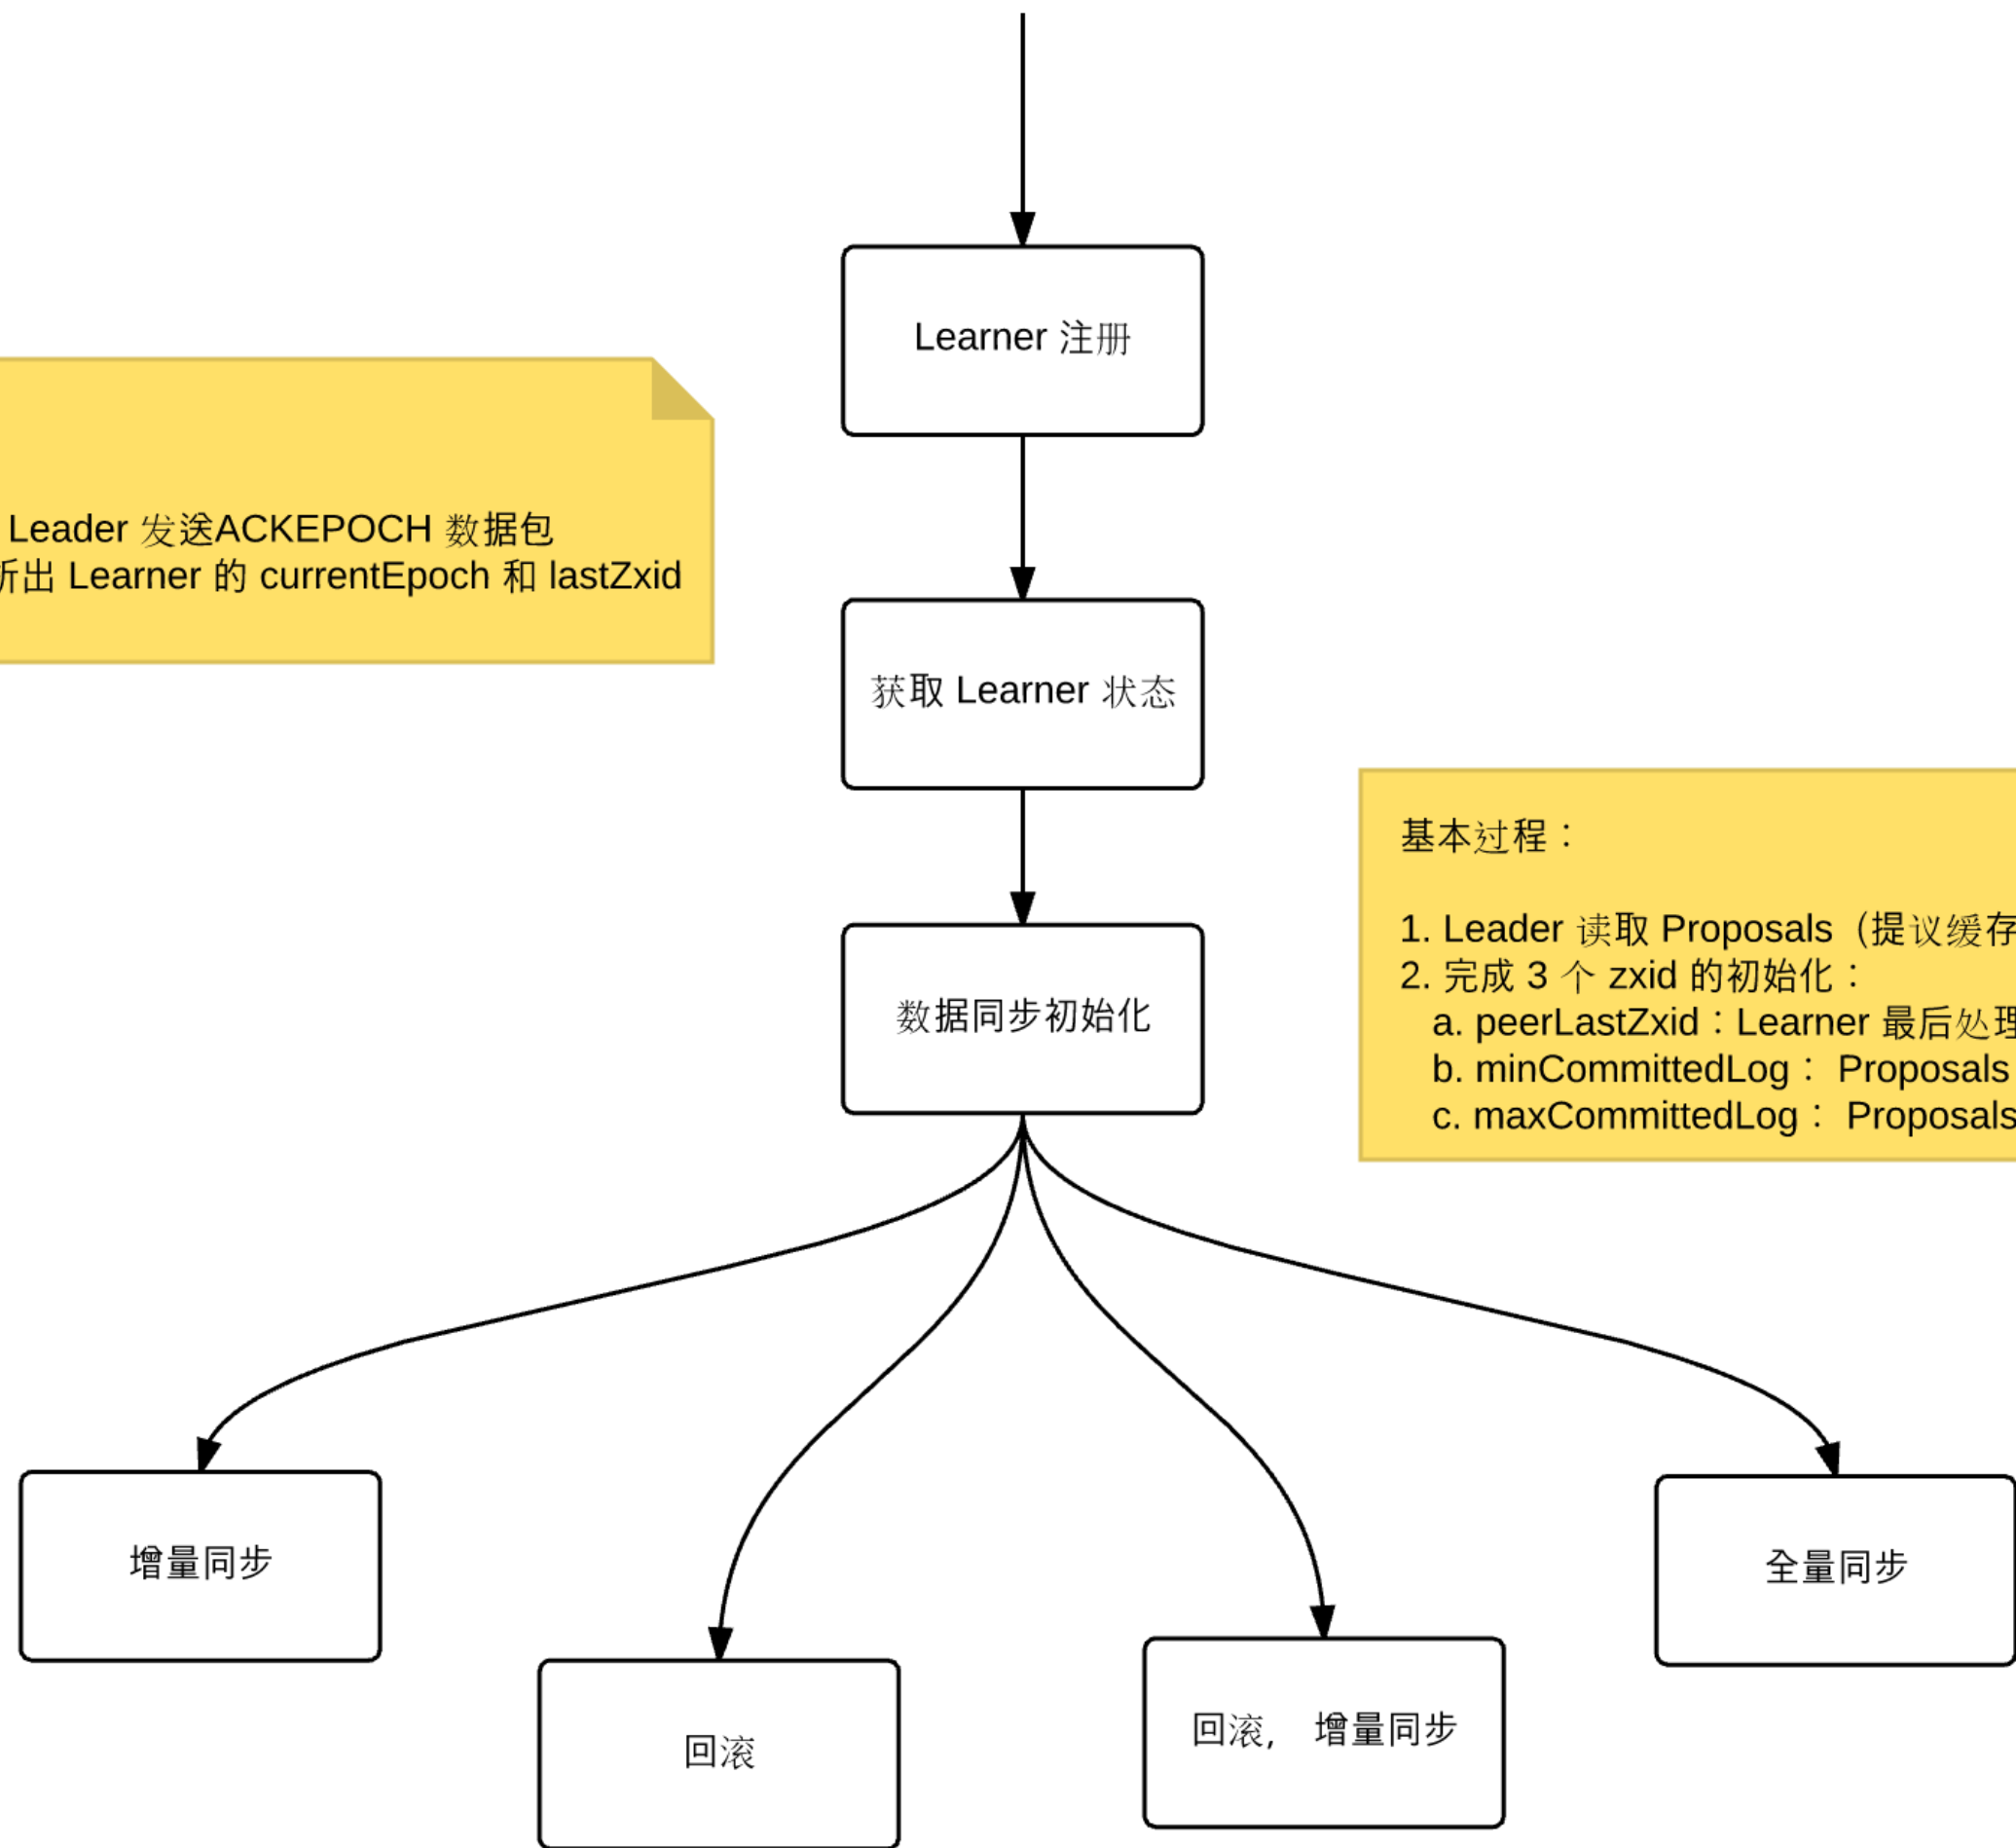 Learner 注册
Leader 发送ACKEPOCH 数据包
析出 Learner 的 currentEpoch 和 lastZxid
获取 Learner 状态
基本过程：
1. Leader 读取 Proposals（提议缓存
2. 完成 3 个 zxid 的初始化：
a. peerLastZxid：Learner 最后处理
b. minCommittedLog： Proposals
c. maxCommittedLog： Proposals
数据同步初始化
增量同步
全量同步
回滚
回滚， 增量同步